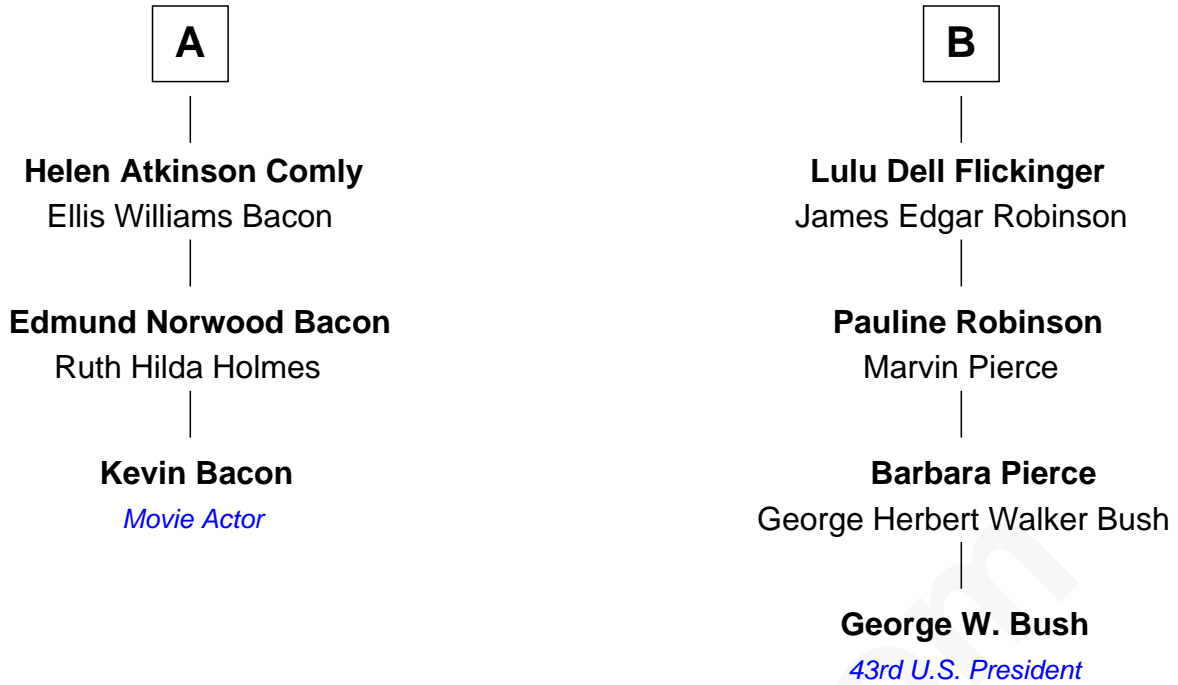 A
Helen Atkinson Comly
Ellis Williams Bacon
Edmund Norwood Bacon
Ruth Hilda Holmes
Kevin Bacon
Movie Actor
B
Lulu Dell Flickinger
James Edgar Robinson
Pauline Robinson
Marvin Pierce
Barbara Pierce
George Herbert Walker Bush
George W. Bush
43rd U.S. President